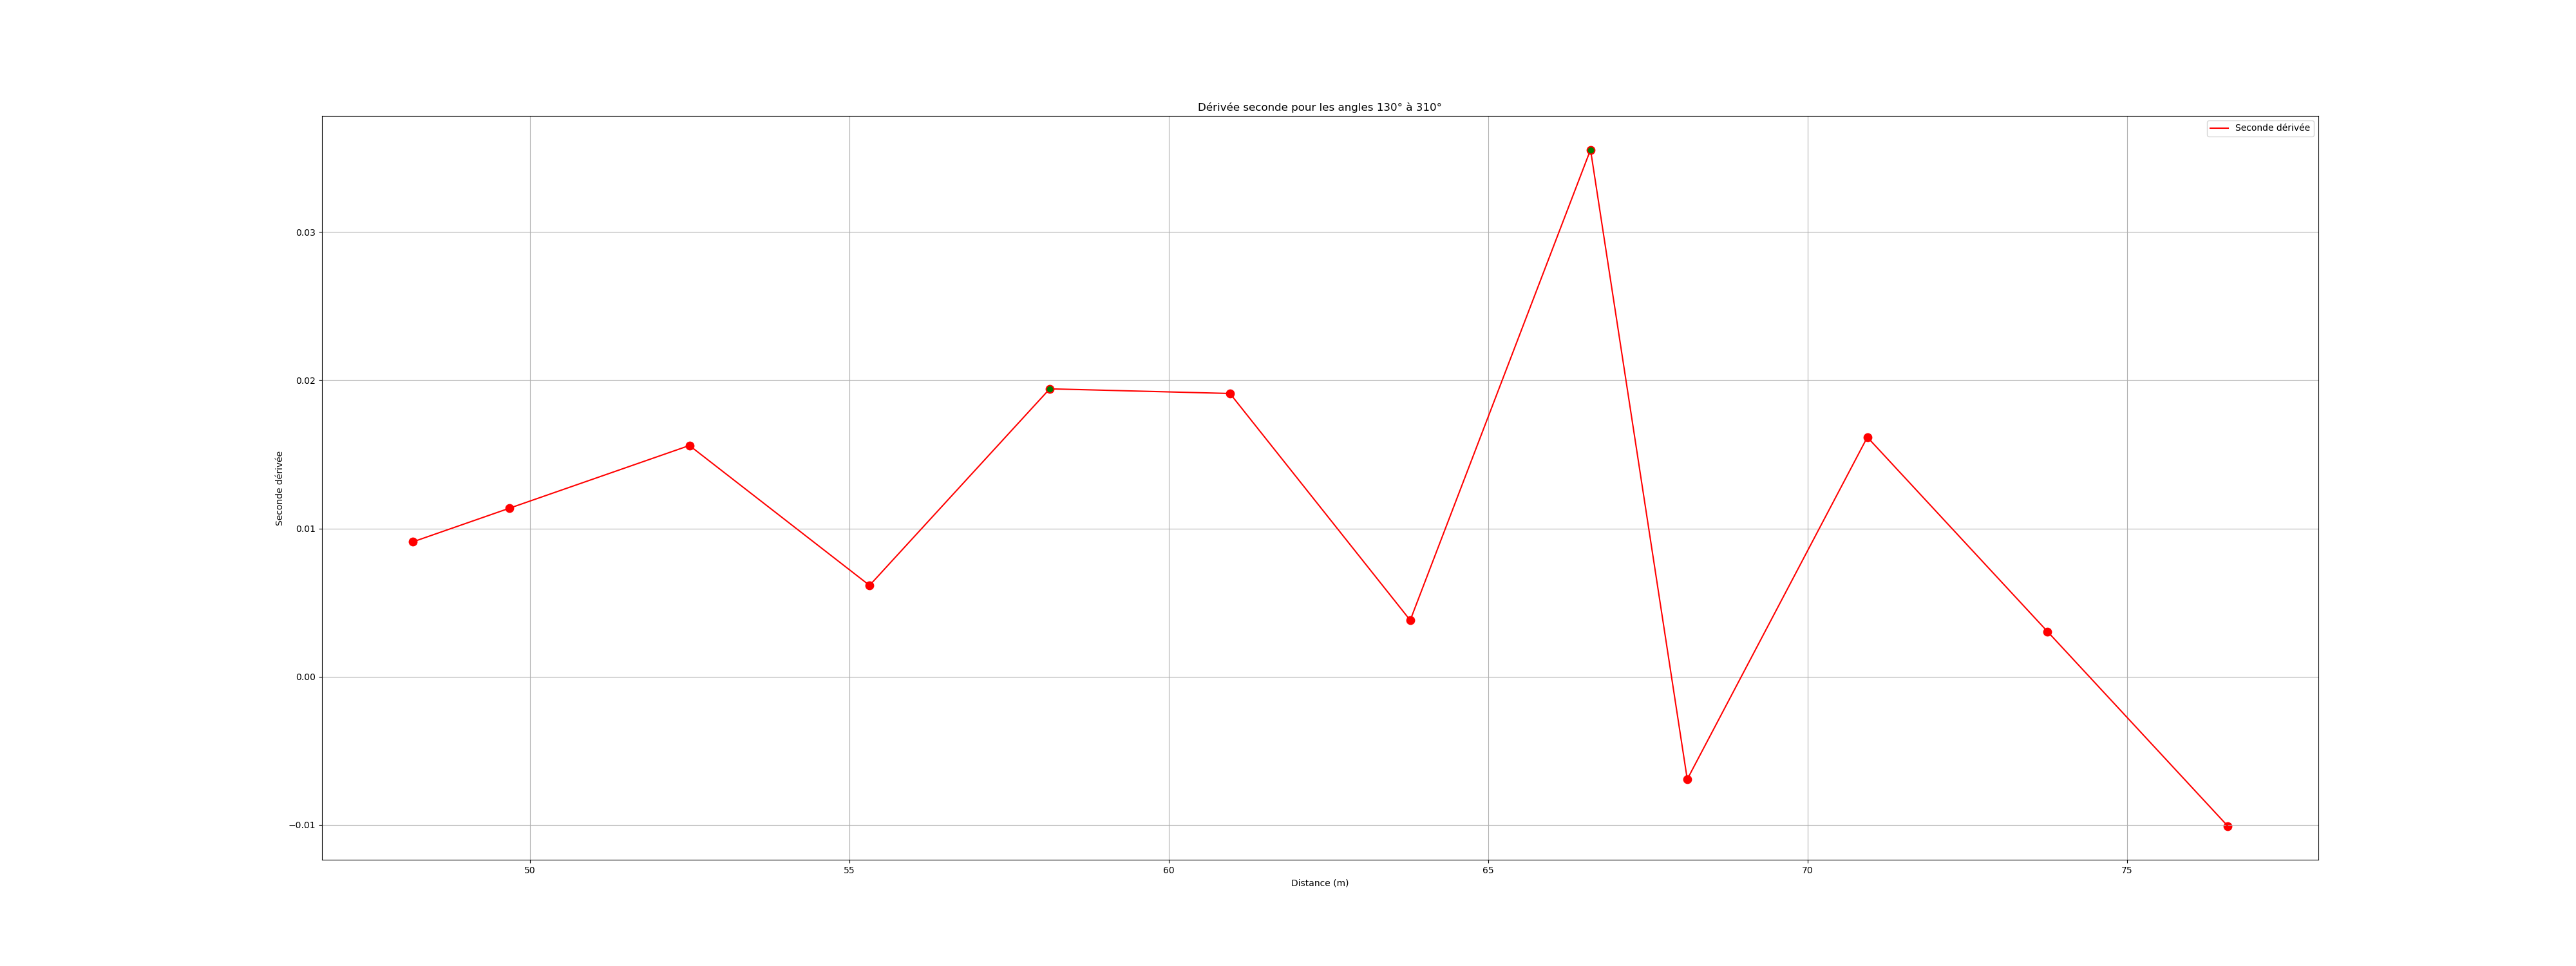 Dérivée seconde pour les angles 130° à 310°
Seconde dérivée
0.03
0.02
0.01
0.00
−0.01
Seconde dérivée
50 55 60 65 70 75
Distance (m)